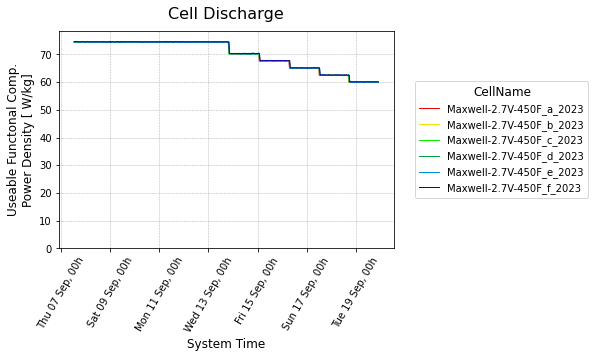 Cell Discharge
Useable Functonal Comp.
Power Density [ W/kg]
70
60
50
40
30
20
10
0
Thu 07 Sep, 00h
Sat 09 Sep, 00h
Mon 11 Sep, 00h
Wed 13 Sep, 00h
Fri 15 Sep, 00h
Sun 17 Sep, 00h
Tue 19 Sep, 00h
System Time
CellName
Maxwell-2.7V-450F_a_2023
Maxwell-2.7V-450F_b_2023
Maxwell-2.7V-450F_c_2023
Maxwell-2.7V-450F_d_2023
Maxwell-2.7V-450F_e_2023
Maxwell-2.7V-450F_f_2023